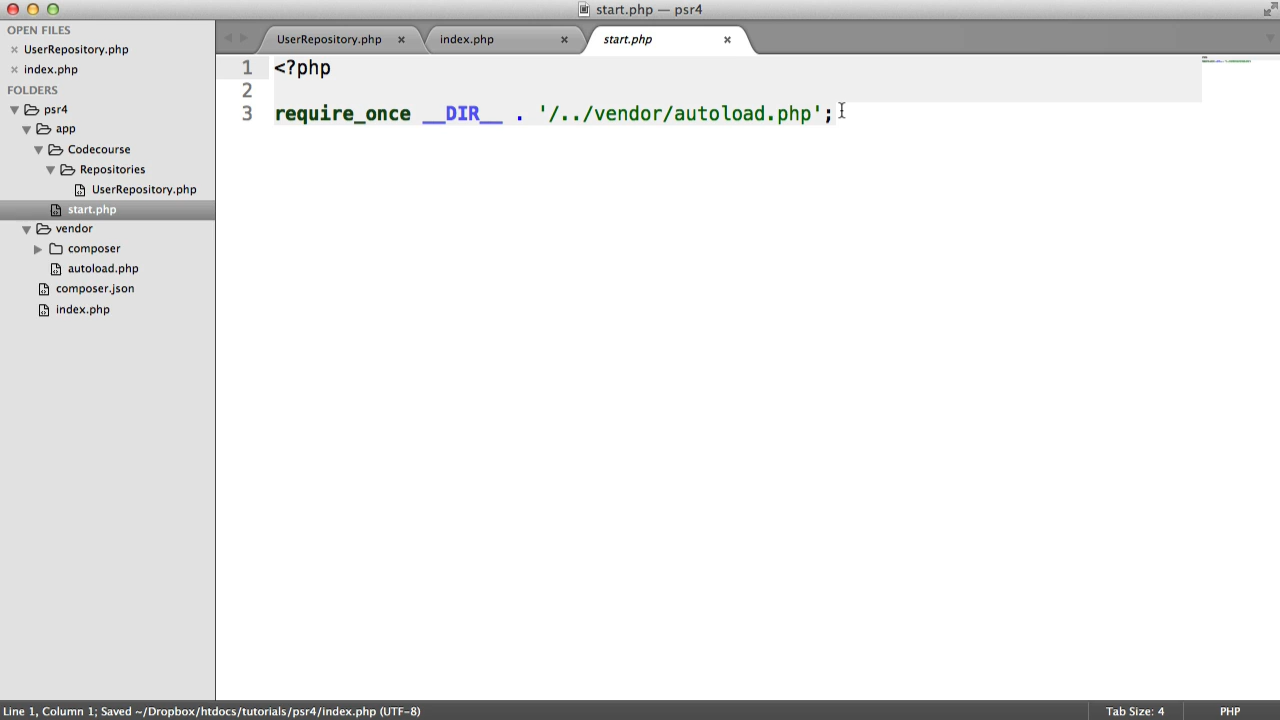 start.php — psr4
OPEN FILES
UserRepository.php
index.php
FOLDERS
psr4
app
Codecourse
Repositories
UserRepository.php
start.php
vendor
composer
autoload.php
composer.json
index.php
UserRepository.php
index.php
start.php
1 <?php
2
3 require_once __DIR__ . '/../vendor/autoload.php';
Line 1, Column 1; Saved ~/Dropbox/htdocs/tutorials/psr4/index.php (UTF-8)
Tab Size: 4
PHP